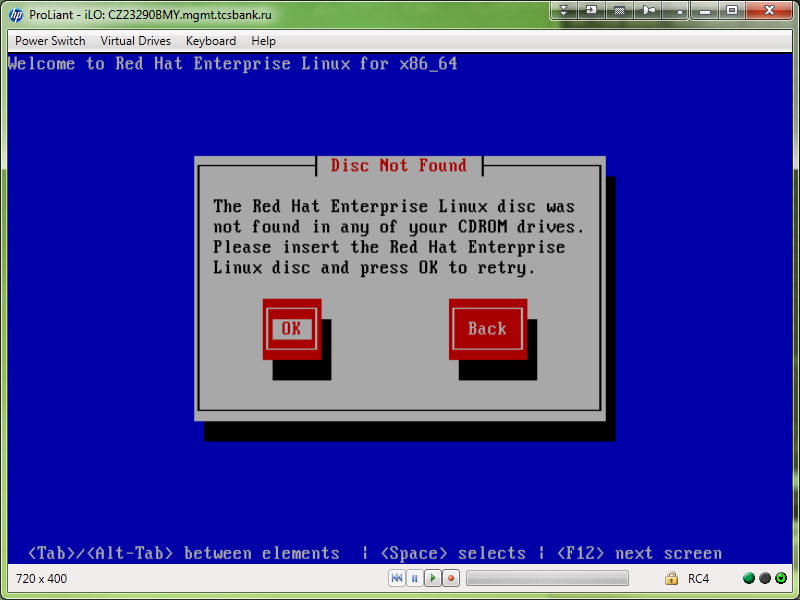 ProLiant - iLO: CZ23290BMY.mgmt.tcsbank.ru
Power Switch Virtual Drives Keyboard Help
Welcome to Red Hat Enterprise Linux for x86_64
Disc Not Found
The Red Hat Enterprise Linux disc was
not found in any of your CDROM drives.
Please insert the Red Hat Enterprise
Linux disc and press OK to retry.
OK Back
<Tab>/<Alt-Tab> between elements | <Space> selects | <F12> next screen
720 x 400 RC4